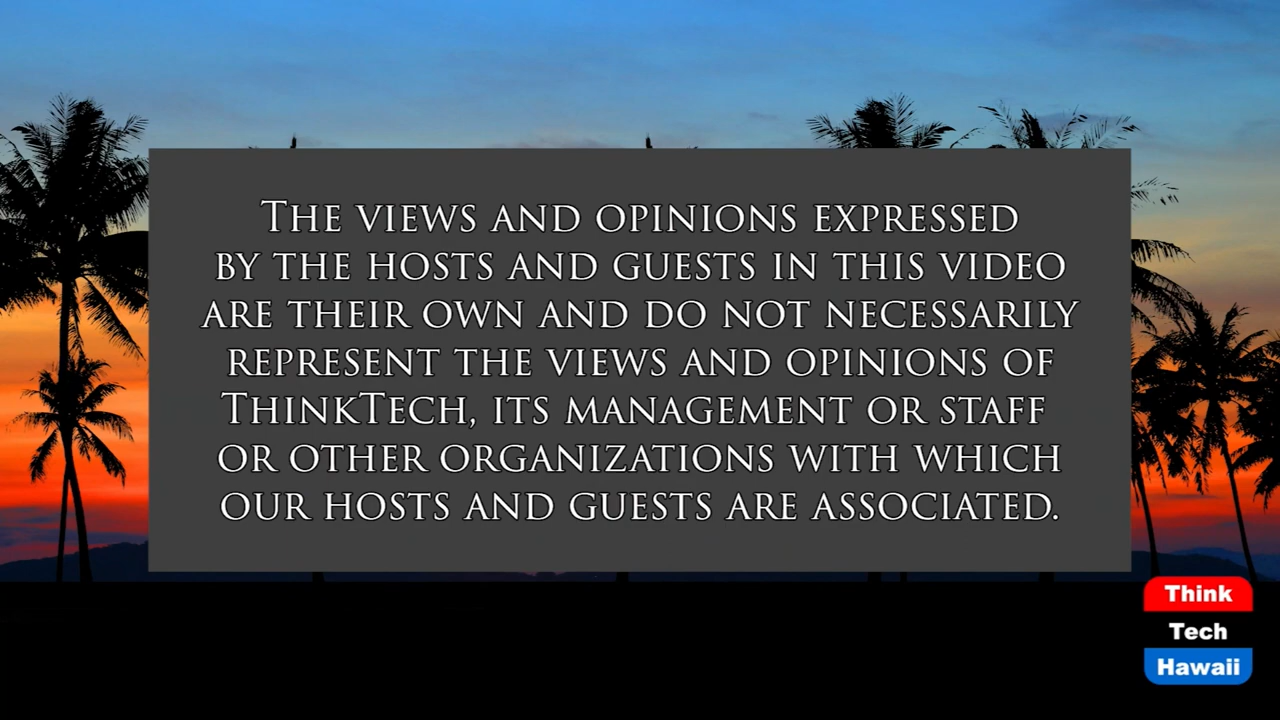 The views and opinions expressed
by the hosts and guests in this video
are their own and do not necessarily
represent the views and opinions of
ThinkTech, its management or staff
or other organizations with which
our hosts and guests are associated.
Think
Tech
Hawaii